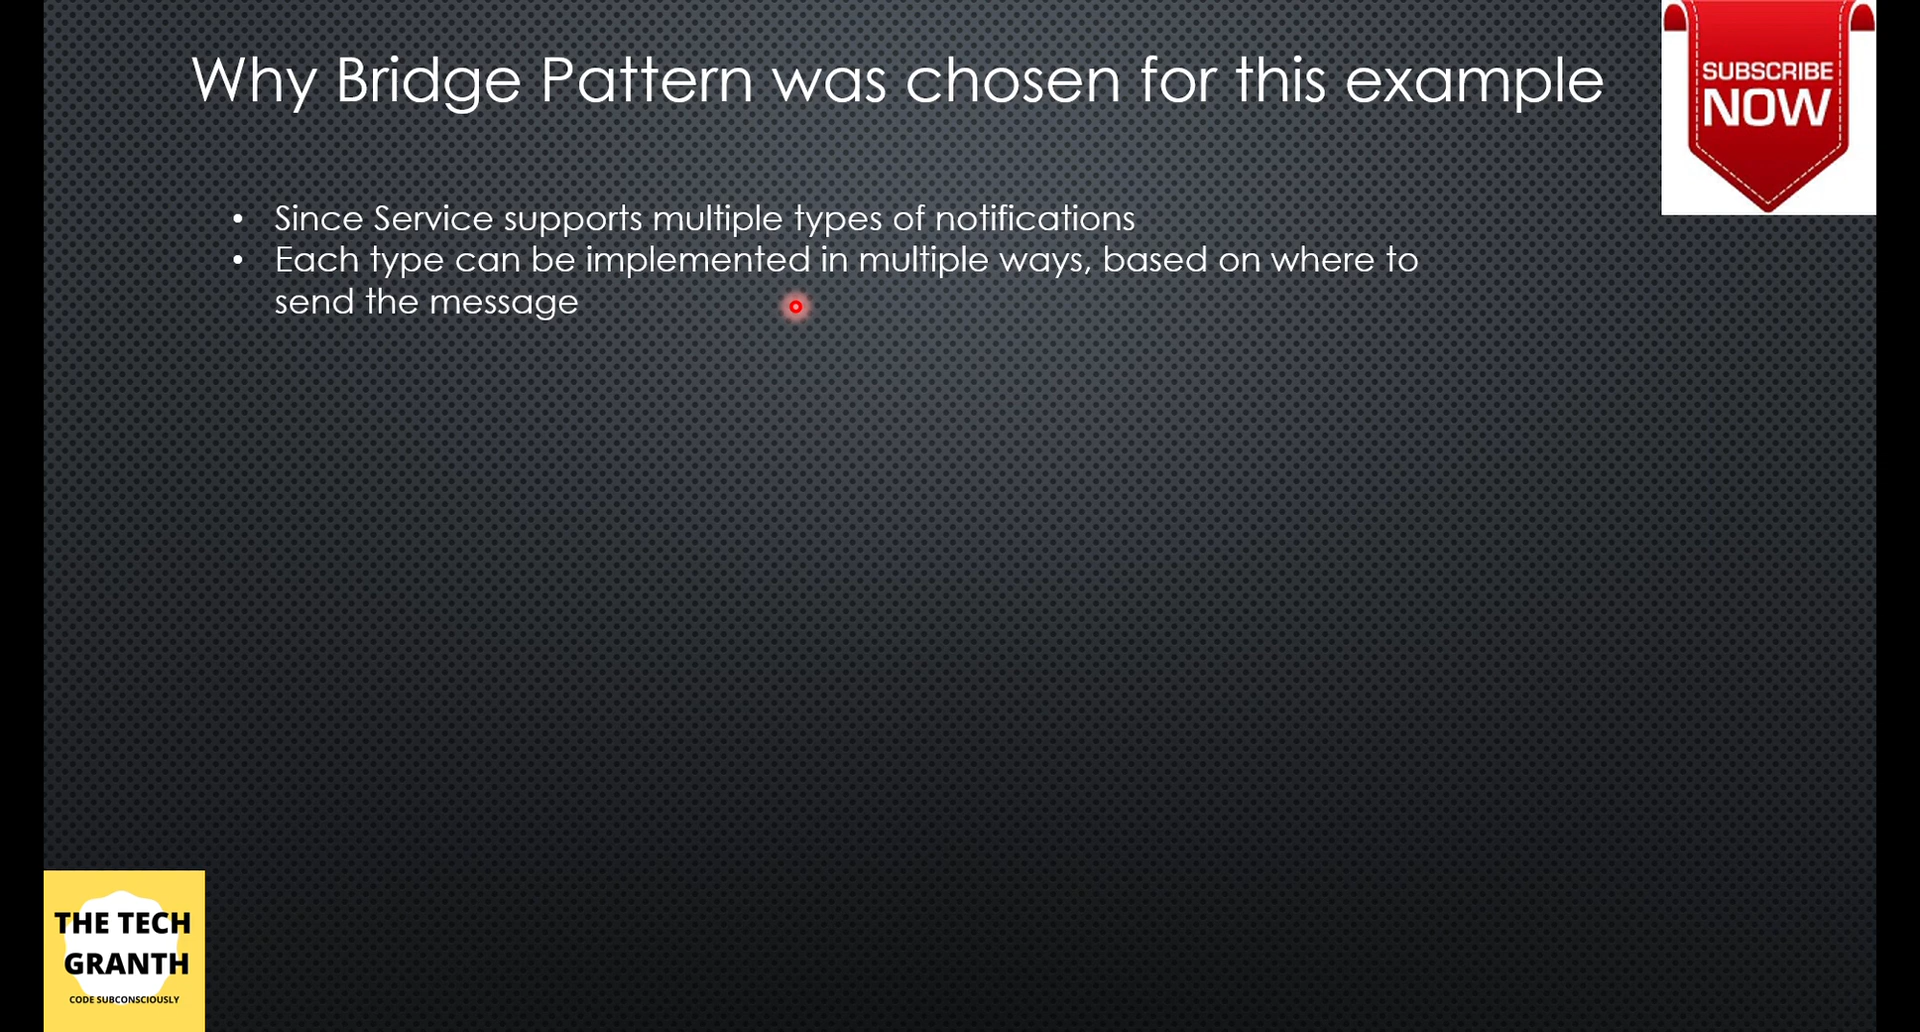 Why Bridge Pattern was chosen for this example
SUBSCRIBE
NOW
• Since Service supports multiple types of notifications
• Each type can be implemented in multiple ways, based on where to
send the message
THE TECH
GRANTH
CODE SUBCONSCIOUSLY